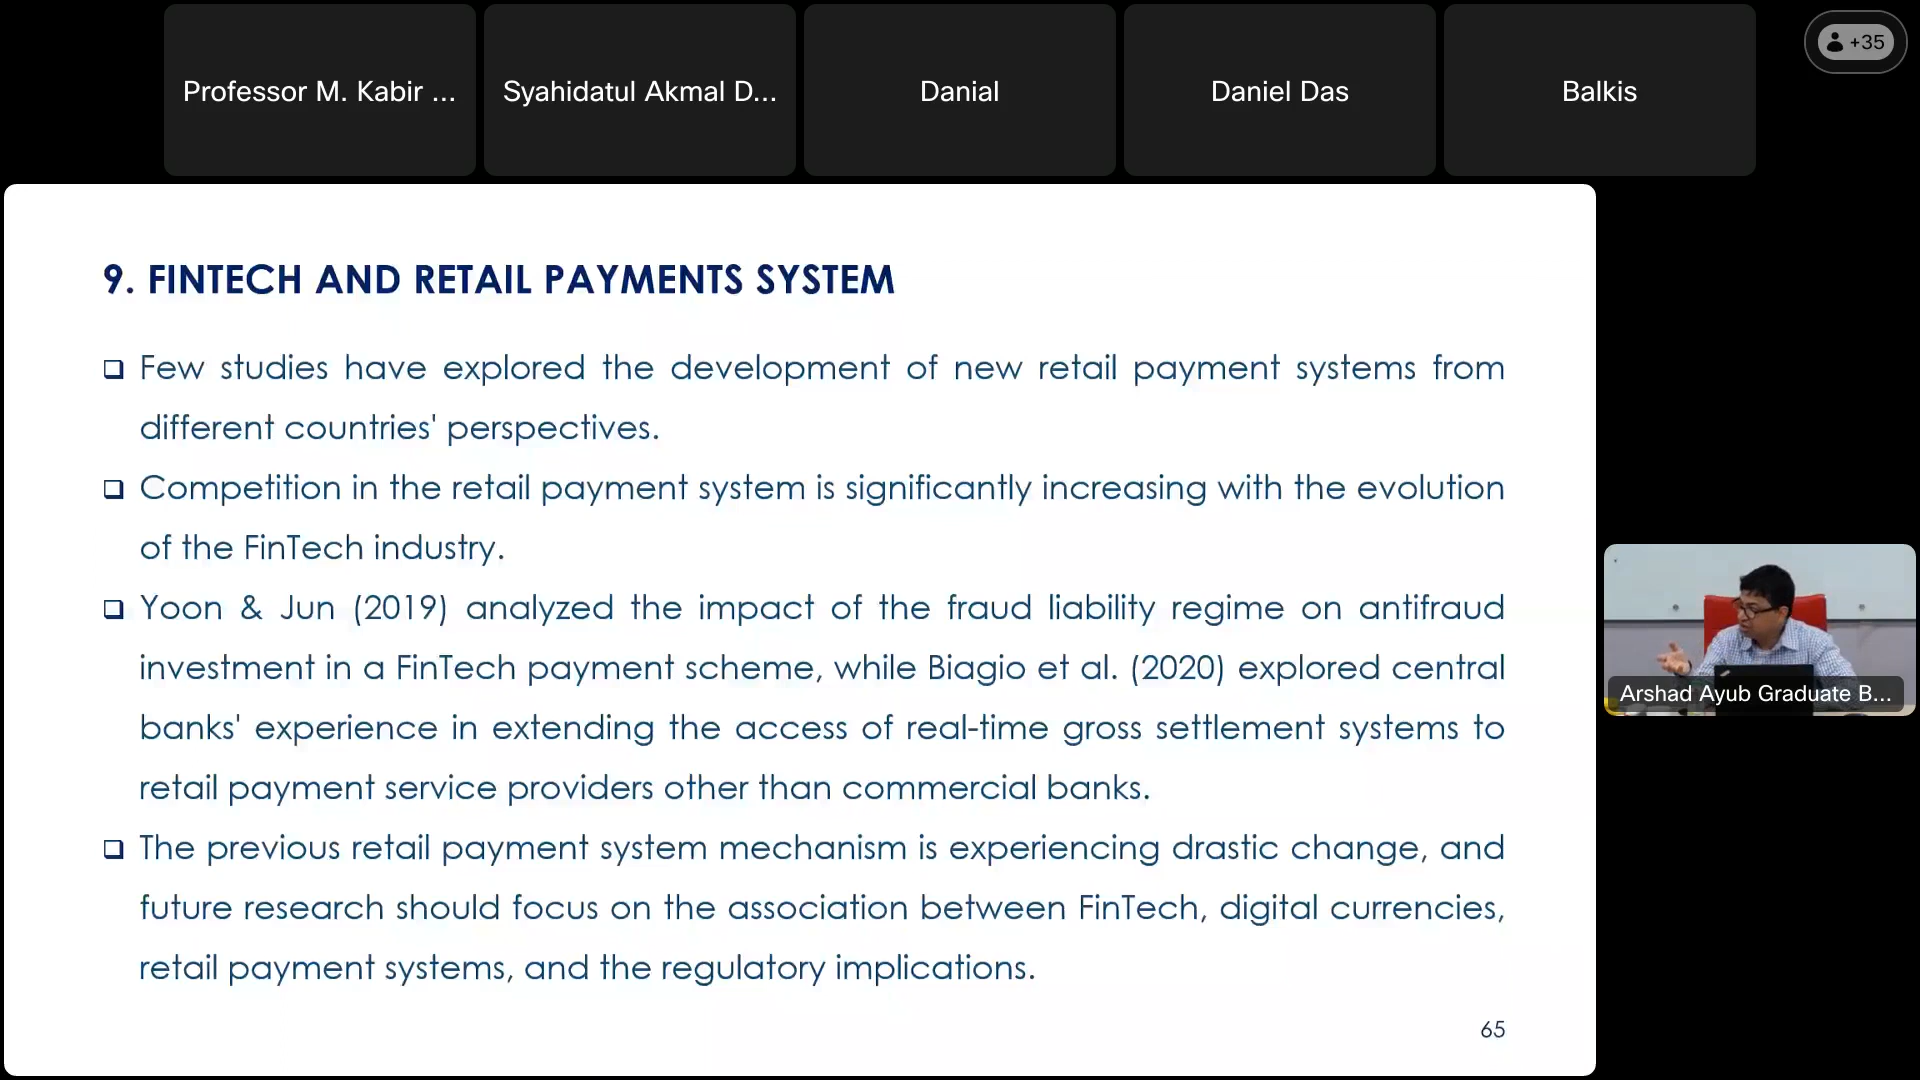 Professor M. Kabir ...
Syahidatul Akmal D...
Danial
Daniel Das
Balkis
+35
9. FINTECH AND RETAIL PAYMENTS SYSTEM
❑ Few studies have explored the development of new retail payment systems from
different countries' perspectives.
❑ Competition in the retail payment system is significantly increasing with the evolution
of the FinTech industry.
❑ Yoon & Jun (2019) analyzed the impact of the fraud liability regime on antifraud
investment in a FinTech payment scheme, while Biagio et al. (2020) explored central
banks' experience in extending the access of real-time gross settlement systems to
retail payment service providers other than commercial banks.
❑ The previous retail payment system mechanism is experiencing drastic change, and
future research should focus on the association between FinTech, digital currencies,
retail payment systems, and the regulatory implications.
65
Arshad Ayub Graduate B...